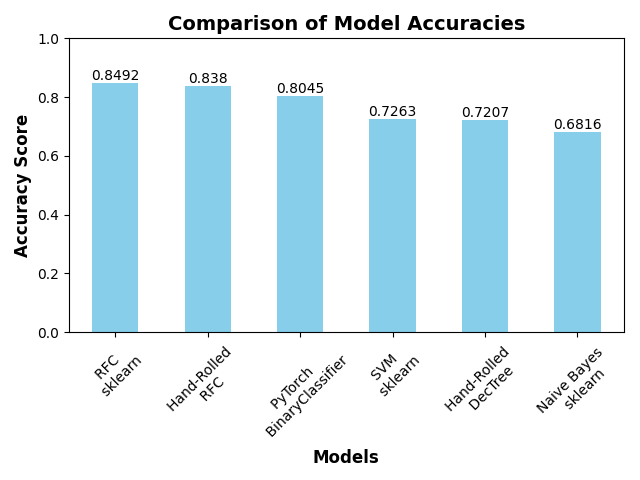 Comparison of Model Accuracies
Accuracy Score
1.0
0.8
0.6
0.4
0.2
0.0
0.8492
0.838
0.8045
0.7263
0.7207
0.6816
RFC
sklearn
Hand-Rolled
RFC
PyTorch
BinaryClassifier
SVM
sklearn
Hand-Rolled
DecTree
Naive Bayes
sklearn
Models